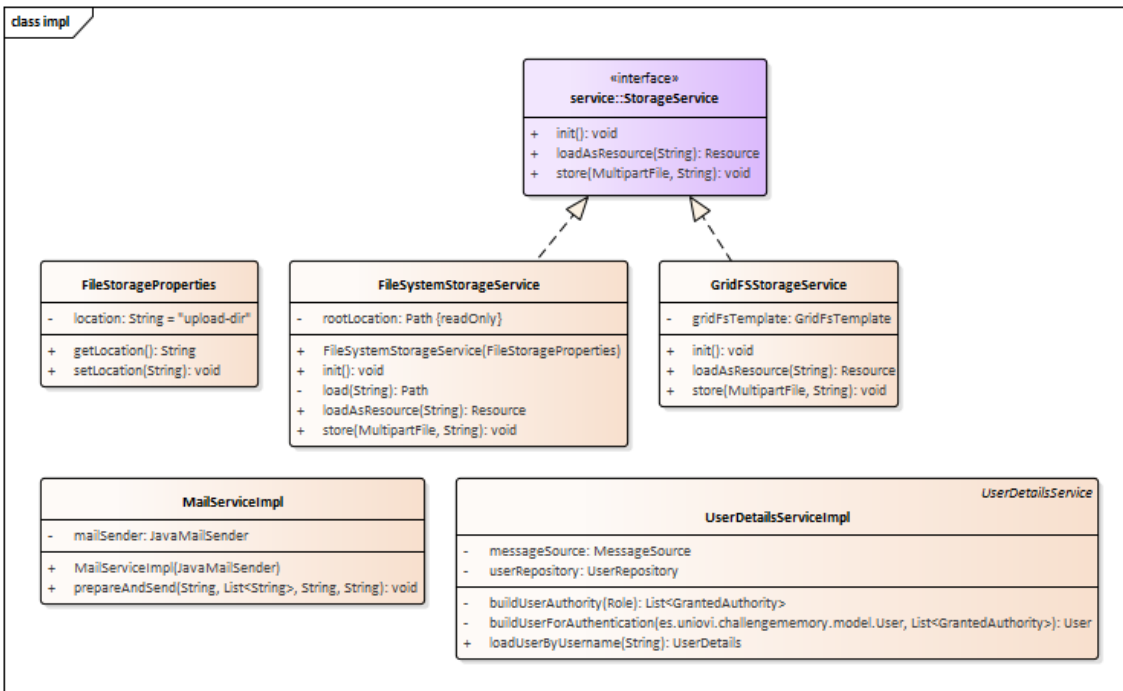 class impl
«interface»
service::StorageService
+ init(): void
+ loadAsResource(String): Resource
+ store(MultipartFile, String): void
FileStorageProperties
- location: String = "upload-dir"
+ getLocation(): String
+ setLocation(String): void
FileSystemStorageService
- rootLocation: Path {readOnly}
+ FileSystemStorageService(FileStorageProperties)
+ init(): void
- load(String): Path
+ loadAsResource(String): Resource
+ store(MultipartFile, String): void
GridFSStorageService
- gridFsTemplate: GridFsTemplate
+ init(): void
+ loadAsResource(String): Resource
+ store(MultipartFile, String): void
MailServiceImpl
- mailSender: JavaMailSender
+ MailServiceImpl(JavaMailSender)
+ prepareAndSend(String, List<String>, String, String): void
UserDetailsService
UserDetailsServiceImpl
- messageSource: MessageSource
- userRepository: UserRepository
- buildUserAuthority(Role): List<GrantedAuthority>
- buildUserForAuthentication(es.uniovi.challengememory.model.User, List<GrantedAuthority>): User
+ loadUserByUsername(String): UserDetails